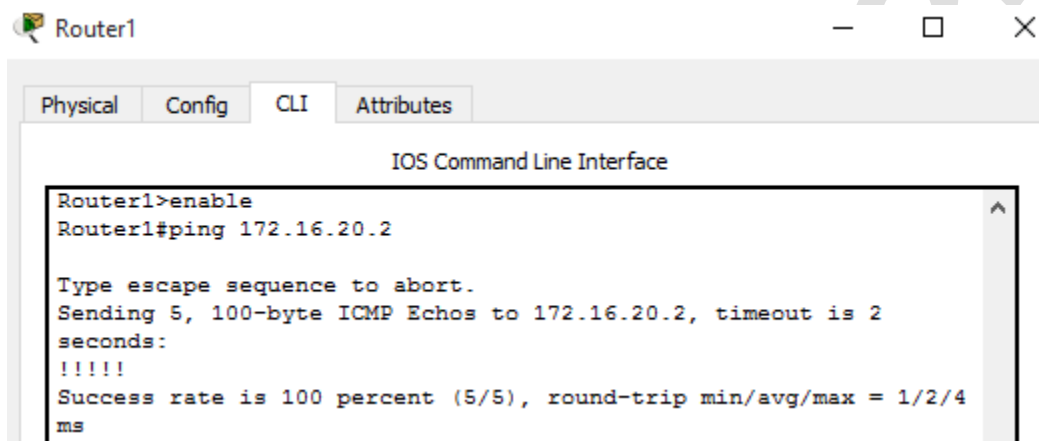 Router1
Physical Config CLI Attributes
IOS Command Line Interface
Router1>enable
Router1#ping 172.16.20.2
Type escape sequence to abort.
Sending 5, 100-byte ICMP Echos to 172.16.20.2, timeout is 2
seconds:
!!!!!
Success rate is 100 percent (5/5), round-trip min/avg/max = 1/2/4
ms